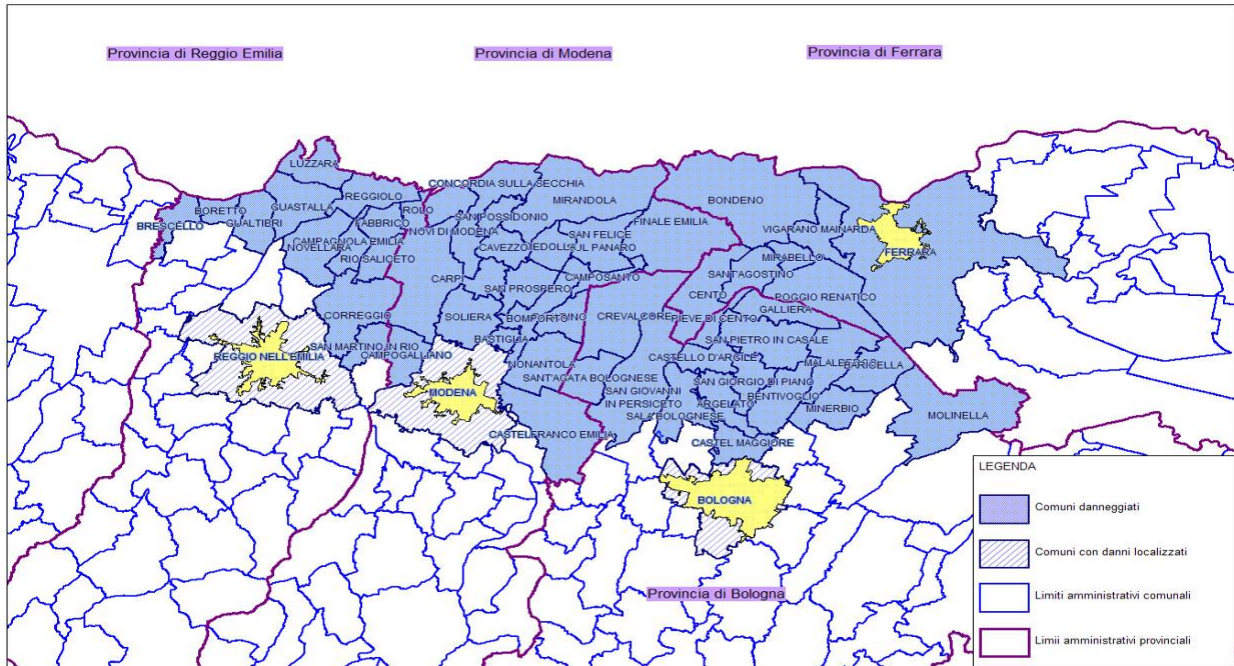 Provincia di Reggio Emilia
Provincia di Modena
Provincia di Ferrara
LUZZARA
CONCORDIA SULLA SECCHIA
REGGIOLO
MIRANDOLA
BONDENO
BORETTO
GUASTALLA
ROLO
SAN POSSIDONIO
BRESCELLO
GUALTIERI
FABBRICO
NOVI DI MODENA
SAN FELICE
SUL PANARO
FINALE EMILIA
VIGARANO MAINARDA
CAMPAGNOLA EMILIA
NOVELLARA
CAVEZZO
MIRABELLO
FERRARA
RIO SALICETO
CARPI
CAMPOSANTO
SANT'AGOSTINO
SAN PROSPERO
CENTO
POGGIO RENATICO
CORREGGIO
SOLIERA
BOMPORTO
CREVALCORE
PIEVE DI CENTO
GALLIERA
BASTIGLIA
SAN PIETRO IN CASALE
SAN MARTINO IN RIO
REGGIO NELL'EMILIA
CAMPOGALLIANO
NONANTOLA
CASTELLO D'ARGILE
BARICELLA
SANT'AGATA BOLOGNESE
SAN GIORGIO DI PIANO
MODENA
SAN GIOVANNI
IN PERSICETO
BENTIVOGLIO
ARGELATO
MINERBIO
SALA BOLOGNESE
MOLINELLA
CASTELFRANCO EMILIA
CASTEL MAGGIORE
BOLOGNA
Provincia di Bologna
LEGENDA
Comuni danneggiati
Comuni con danni localizzati
Limiti amministrativi comunali
Limii amministrativi provinciali